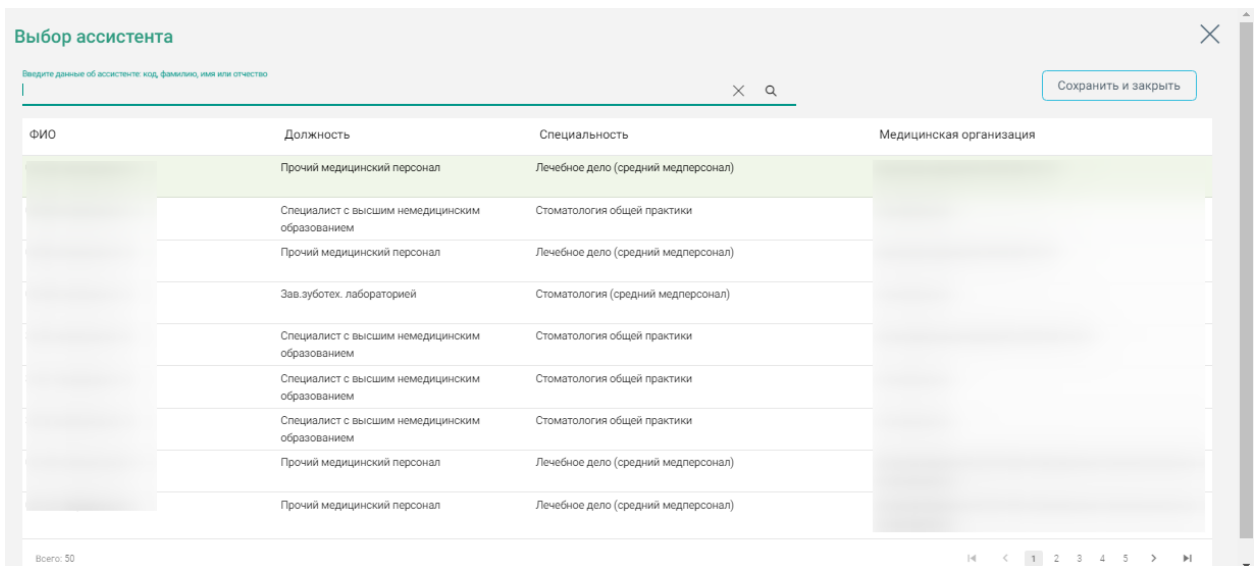 Выбор ассистента
Введите данные об ассистенте: код, фамилию, имя или отчество
Сохранить и закрыть
ФИО Должность Специальность Медицинская организация
Прочий медицинский персонал Лечебное дело (средний медперсонал)
Специалист с высшим немедицинским Стоматология общей практики
образованием
Прочий медицинский персонал Лечебное дело (средний медперсонал)
Зав.зуботех. лабораторией Стоматология (средний медперсонал)
Специалист с высшим немедицинским Стоматология общей практики
образованием
Специалист с высшим немедицинским Стоматология общей практики
образованием
Специалист с высшим немедицинским Стоматология общей практики
образованием
Прочий медицинский персонал Лечебное дело (средний медперсонал)
Прочий медицинский персонал Лечебное дело (средний медперсонал)
Всего: 50 1 2 3 4 5